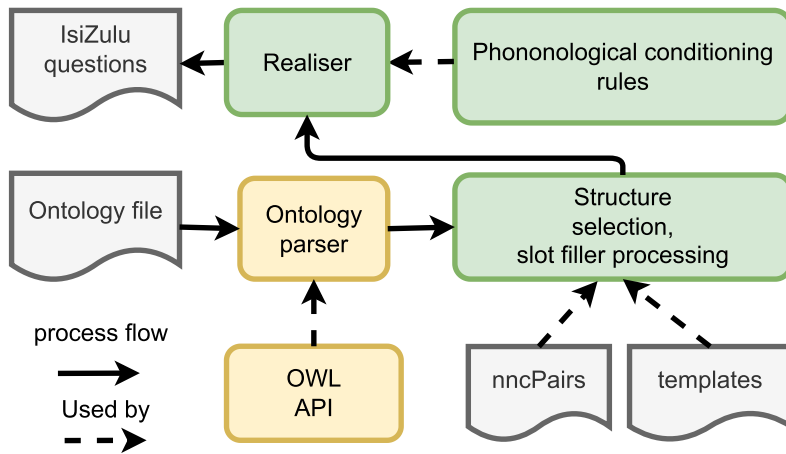 IsiZulu
questions
Realiser
Phononological conditioning
rules
Ontology file
Ontology
parser
Structure
selection,
slot filler processing
process flow
Used by
OWL
API
nncPairs
templates